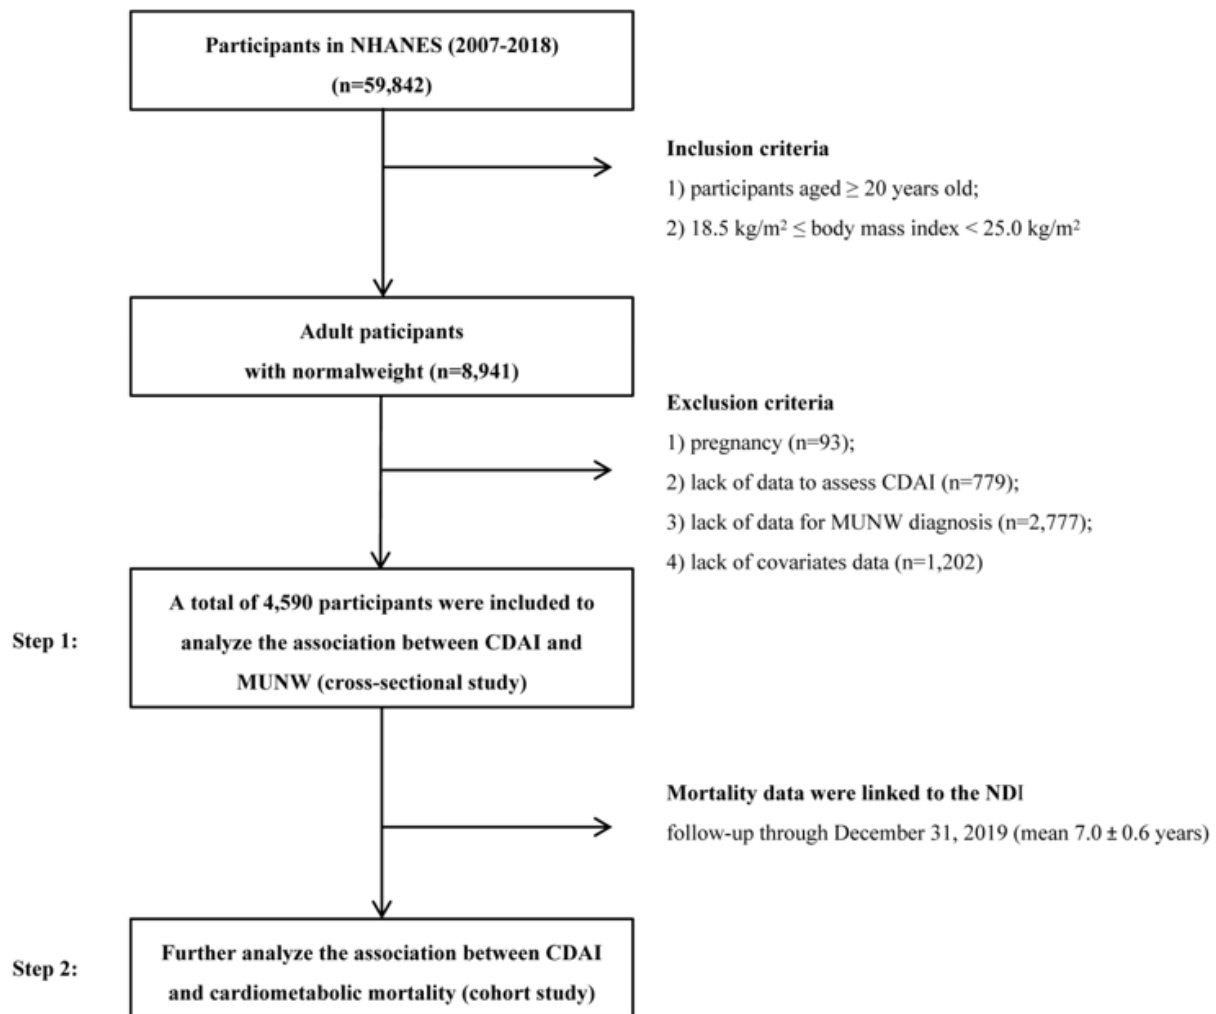 Participants in NHANES (2007-2018)
(n=59,842)
Inclusion criteria
1) participants aged ≥ 20 years old;
2) 18.5 kg/m² ≤ body mass index < 25.0 kg/m²
Adult paticipants
with normalweight (n=8,941)
Exclusion criteria
1) pregnancy (n=93);
2) lack of data to assess CDAI (n=779);
3) lack of data for MUNW diagnosis (n=2,777);
4) lack of covariates data (n=1,202)
Step 1:
A total of 4,590 participants were included to
analyze the association between CDAI and
MUNW (cross-sectional study)
Mortality data were linked to the NDI
follow-up through December 31, 2019 (mean 7.0 ± 0.6 years)
Step 2:
Further analyze the association between CDAI
and cardiometabolic mortality (cohort study)